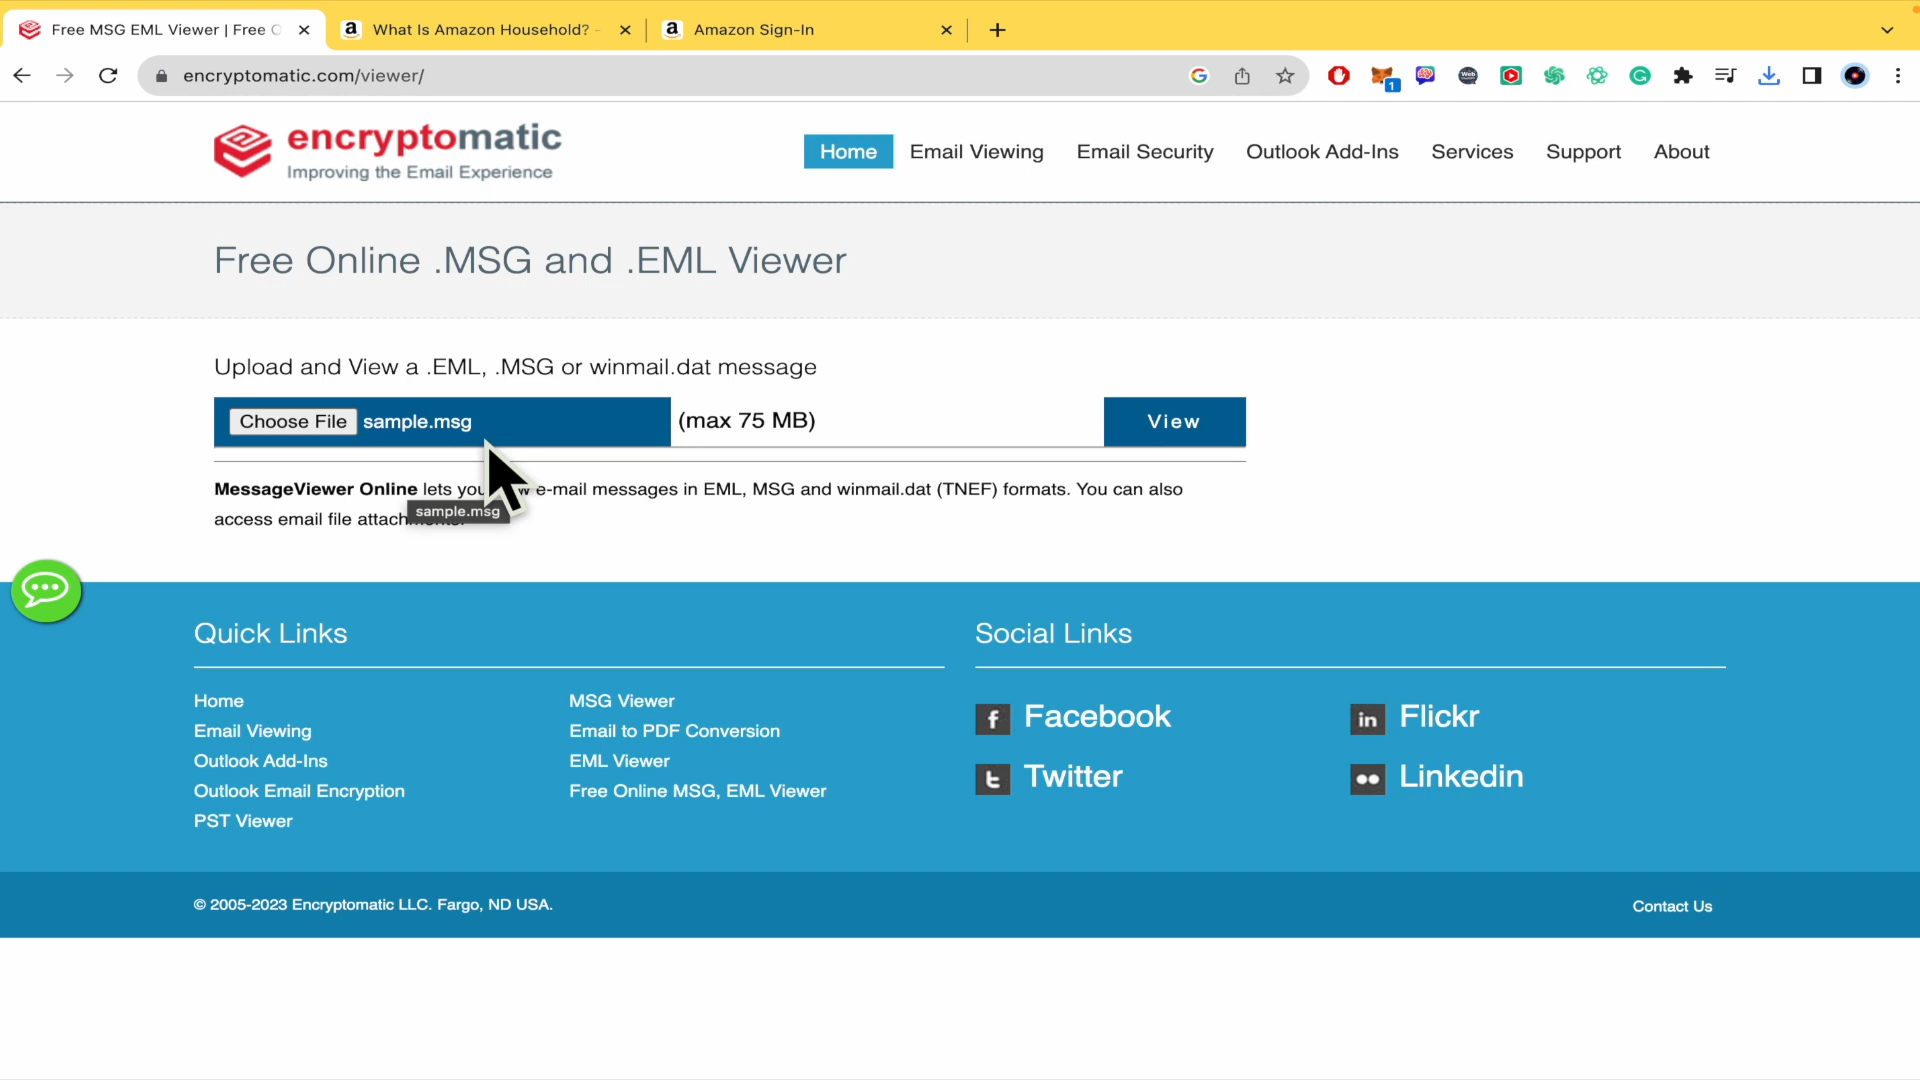 Free MSG EML Viewer | Free O
What Is Amazon Household? -
Amazon Sign-In
encryptomatic.com/viewer/
1
encryptomatic
Improving the Email Experience
Home
Email Viewing
Email Security
Outlook Add-Ins
Services
Support
About
Free Online .MSG and .EML Viewer
Upload and View a .EML, .MSG or winmail.dat message
Choose File sample.msg
(max 75 MB)
View
MessageViewer Online lets you e-mail messages in EML, MSG and winmail.dat (TNEF) formats. You can also
access email file attachments.
sample.msg
Quick Links
Home
Email Viewing
Outlook Add-Ins
Outlook Email Encryption
PST Viewer
MSG Viewer
Email to PDF Conversion
EML Viewer
Free Online MSG, EML Viewer
Social Links
Facebook
Flickr
Twitter
Linkedin
© 2005-2023 Encryptomatic LLC. Fargo, ND USA.
Contact Us